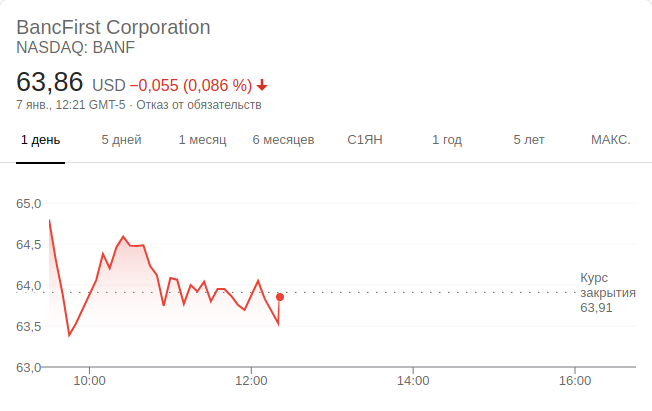 BancFirst Corporation
NASDAQ: BANF
63,86 USD −0,055 (0,086 %)
7 янв., 12:21 GMT-5 · Отказ от обязательств
1 день 5 дней 1 месяц 6 месяцев С1ЯН 1 год 5 лет МАКС.
65,0
64,5
64,0
63,5
63,0
Курс
закрытия
63,91
10:00 12:00 14:00 16:00